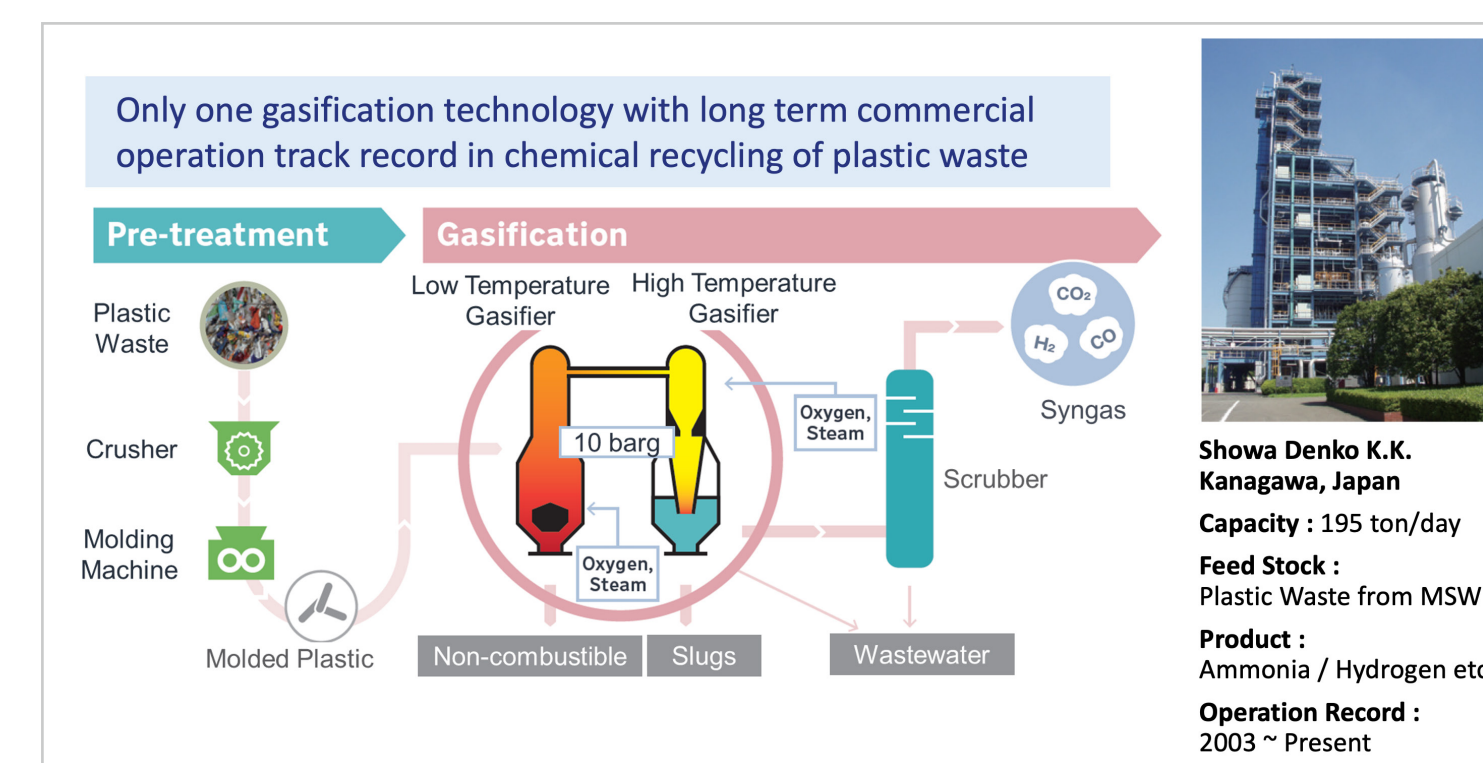 Only one gasification technology with long term commercial
operation track record in chemical recycling of plastic waste
Pre-treatment
Gasification
Plastic
Waste
Crusher
Molding
Machine
Molded Plastic
Low Temperature
Gasifier
High Temperature
Gasifier
10 barg
Oxygen,
Steam
Oxygen,
Steam
Non-combustible
Slugs
Wastewater
Scrubber
CO₂
H₂
CO
Syngas
Showa Denko K.K.
Kanagawa, Japan
Capacity : 195 ton/day
Feed Stock :
Plastic Waste from MSW
Product :
Ammonia / Hydrogen etc
Operation Record :
2003 ~ Present